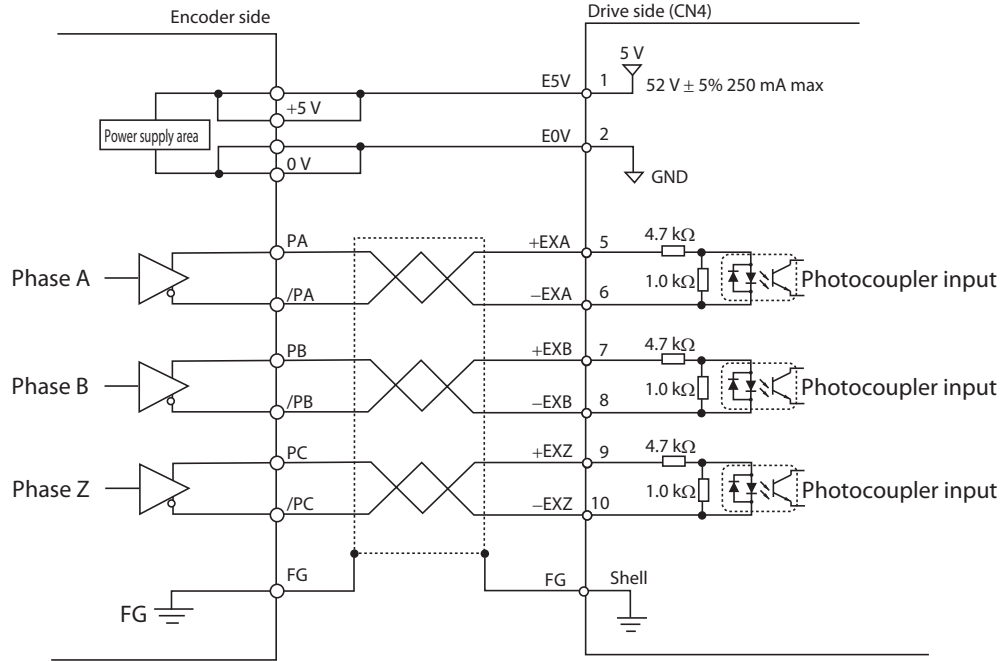 Encoder side
Drive side (CN4)
5 V
E5V
1
52 V ± 5% 250 mA max
+5 V
Power supply area
E0V
2
0 V
GND
PA
+EXA
5
4.7 kΩ
Phase A
1.0 kΩ
Photocoupler input
/PA
−EXA
6
PB
+EXB
7
4.7 kΩ
Phase B
1.0 kΩ
Photocoupler input
/PB
−EXB
8
PC
+EXZ
9
4.7 kΩ
Phase Z
1.0 kΩ
Photocoupler input
/PC
−EXZ
10
FG
FG
Shell
FG